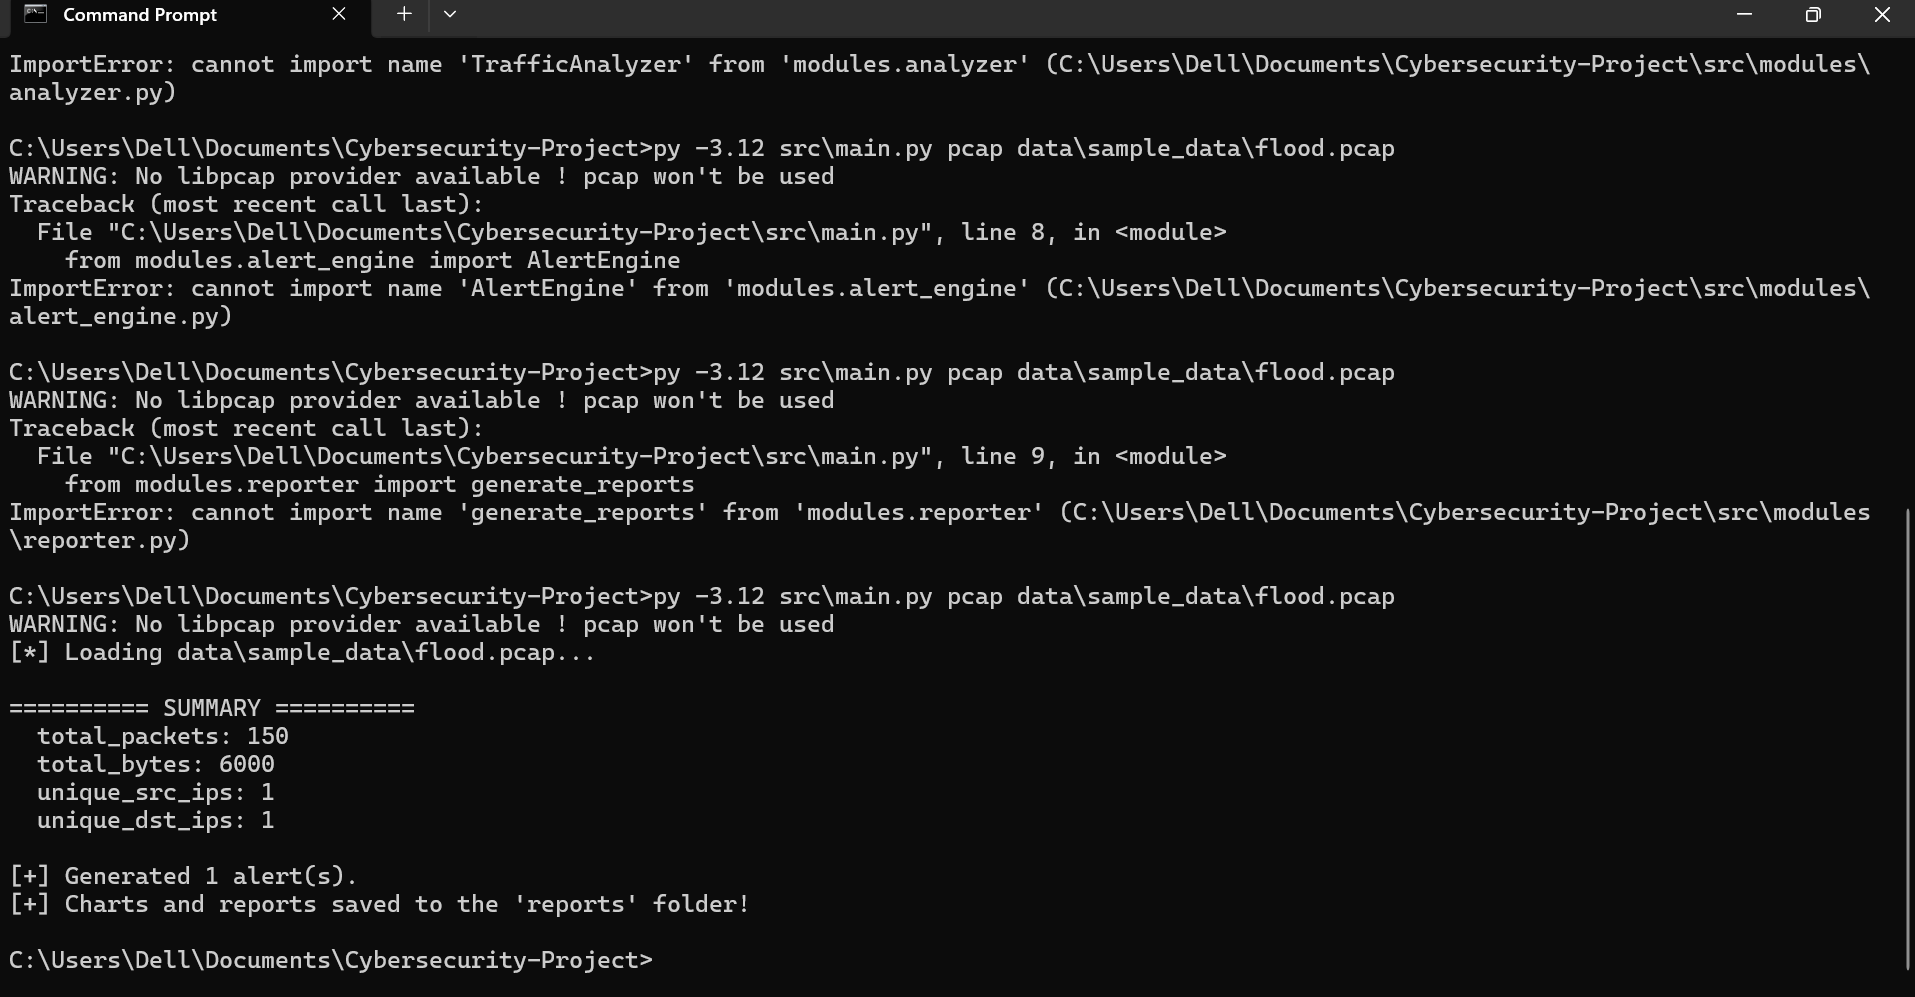 Command Prompt
ImportError: cannot import name 'TrafficAnalyzer' from 'modules.analyzer' (C:\Users\Dell\Documents\Cybersecurity-Project\src\modules\
analyzer.py)
C:\Users\Dell\Documents\Cybersecurity-Project>py -3.12 src\main.py pcap data\sample_data\flood.pcap
WARNING: No libpcap provider available ! pcap won't be used
Traceback (most recent call last):
  File "C:\Users\Dell\Documents\Cybersecurity-Project\src\main.py", line 8, in <module>
    from modules.alert_engine import AlertEngine
ImportError: cannot import name 'AlertEngine' from 'modules.alert_engine' (C:\Users\Dell\Documents\Cybersecurity-Project\src\modules\
alert_engine.py)
C:\Users\Dell\Documents\Cybersecurity-Project>py -3.12 src\main.py pcap data\sample_data\flood.pcap
WARNING: No libpcap provider available ! pcap won't be used
Traceback (most recent call last):
  File "C:\Users\Dell\Documents\Cybersecurity-Project\src\main.py", line 9, in <module>
    from modules.reporter import generate_reports
ImportError: cannot import name 'generate_reports' from 'modules.reporter' (C:\Users\Dell\Documents\Cybersecurity-Project\src\modules
\reporter.py)
C:\Users\Dell\Documents\Cybersecurity-Project>py -3.12 src\main.py pcap data\sample_data\flood.pcap
WARNING: No libpcap provider available ! pcap won't be used
[*] Loading data\sample_data\flood.pcap...
========== SUMMARY ==========
  total_packets: 150
  total_bytes: 6000
  unique_src_ips: 1
  unique_dst_ips: 1
[+] Generated 1 alert(s).
[+] Charts and reports saved to the 'reports' folder!
C:\Users\Dell\Documents\Cybersecurity-Project>